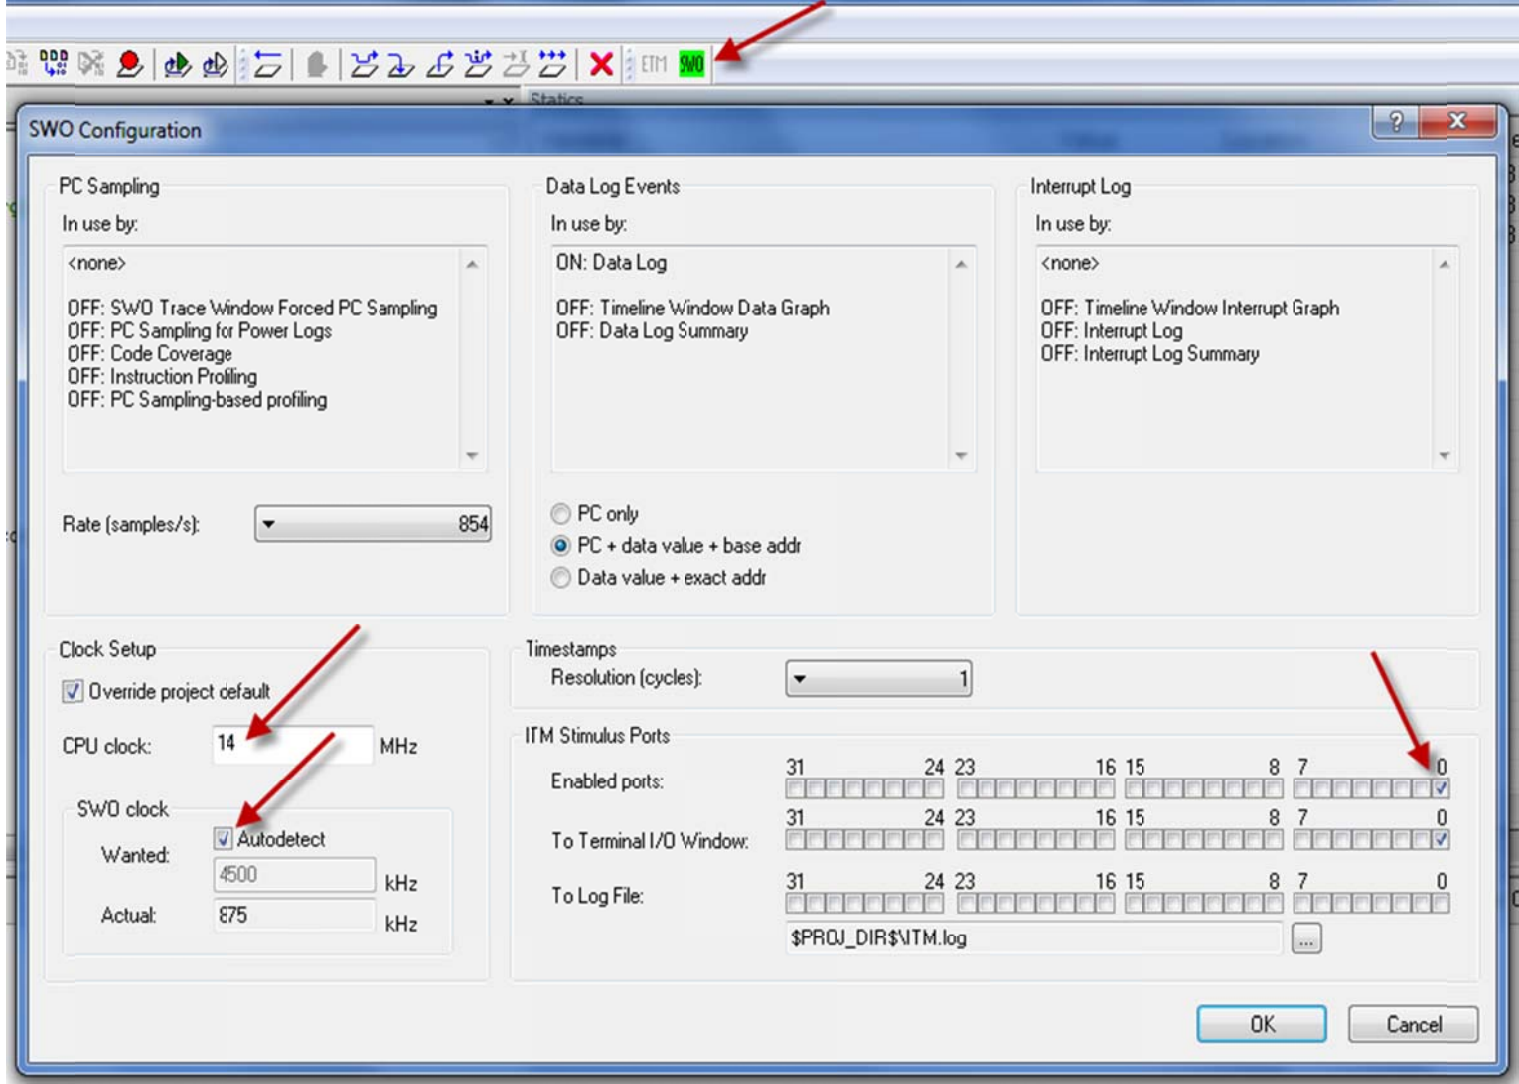 ETM SWO
Statics
SWO Configuration
PC Sampling
In use by:
<none>
OFF: SWO Trace Window Forced PC Sampling
OFF: PC Sampling for Power Logs
OFF: Code Coverage
OFF: Instruction Profiling
OFF: PC Sampling-based profiling
Rate (samples/s): 854
Data Log Events
In use by:
ON: Data Log
OFF: Timeline Window Data Graph
OFF: Data Log Summary
PC only
PC + data value + base addr
Data value + exact addr
Interrupt Log
In use by:
<none>
OFF: Timeline Window Interrupt Graph
OFF: Interrupt Log
OFF: Interrupt Log Summary
Clock Setup
Override project default
CPU clock: 14 MHz
SWO clock
Autodetect
Wanted: 4500 kHz
Actual: 875 kHz
Timestamps
Resolution (cycles): 1
ITM Stimulus Ports
31 24 23 16 15 8 7 0
Enabled ports:
31 24 23 16 15 8 7 0
To Terminal I/O Window:
31 24 23 16 15 8 7 0
To Log File:
$PROJ_DIR$\ITM.log ...
OK Cancel